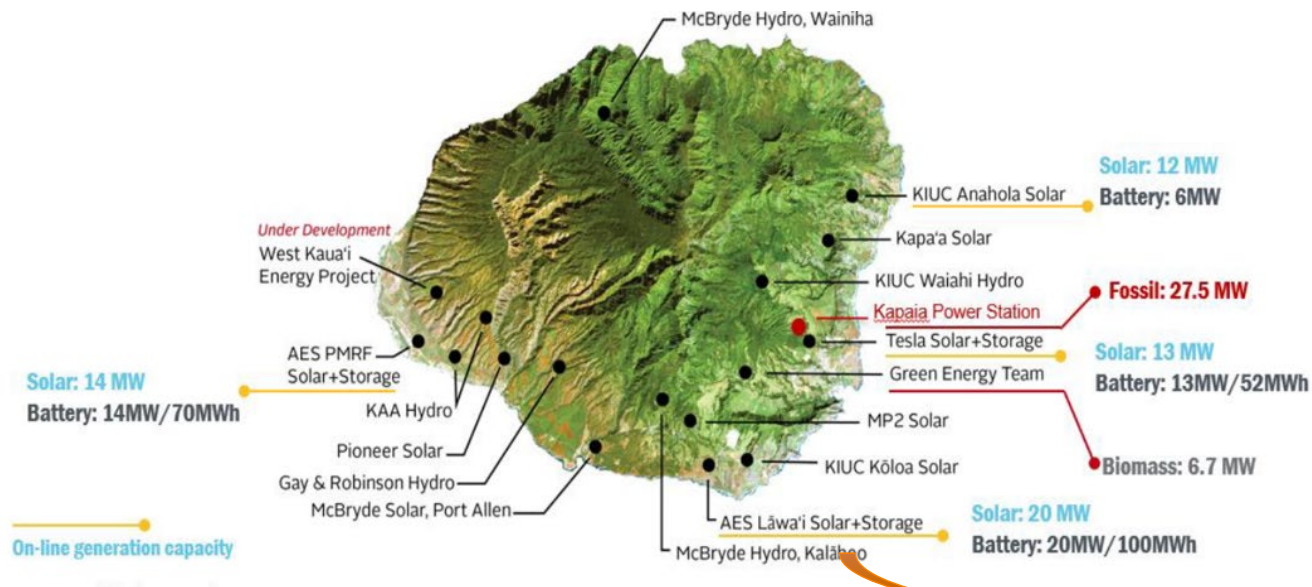 McBryde Hydro, Wainiha
Solar: 12 MW
Battery: 6MW
KIUC Anahola Solar
Kapa'a Solar
Under Development
West Kaua'i
Energy Project
KIUC Waiahi Hydro
Kapaia Power Station
Fossil: 27.5 MW
Tesla Solar+Storage
Solar: 13 MW
Battery: 13MW/52MWh
AES PMRF
Solar+Storage
Green Energy Team
Solar: 14 MW
Battery: 14MW/70MWh
KAA Hydro
MP2 Solar
Pioneer Solar
KIUC Kōloa Solar
Biomass: 6.7 MW
Gay & Robinson Hydro
McBryde Solar, Port Allen
AES Lāwa'i Solar+Storage
Solar: 20 MW
Battery: 20MW/100MWh
On-line generation capacity
McBryde Hydro,